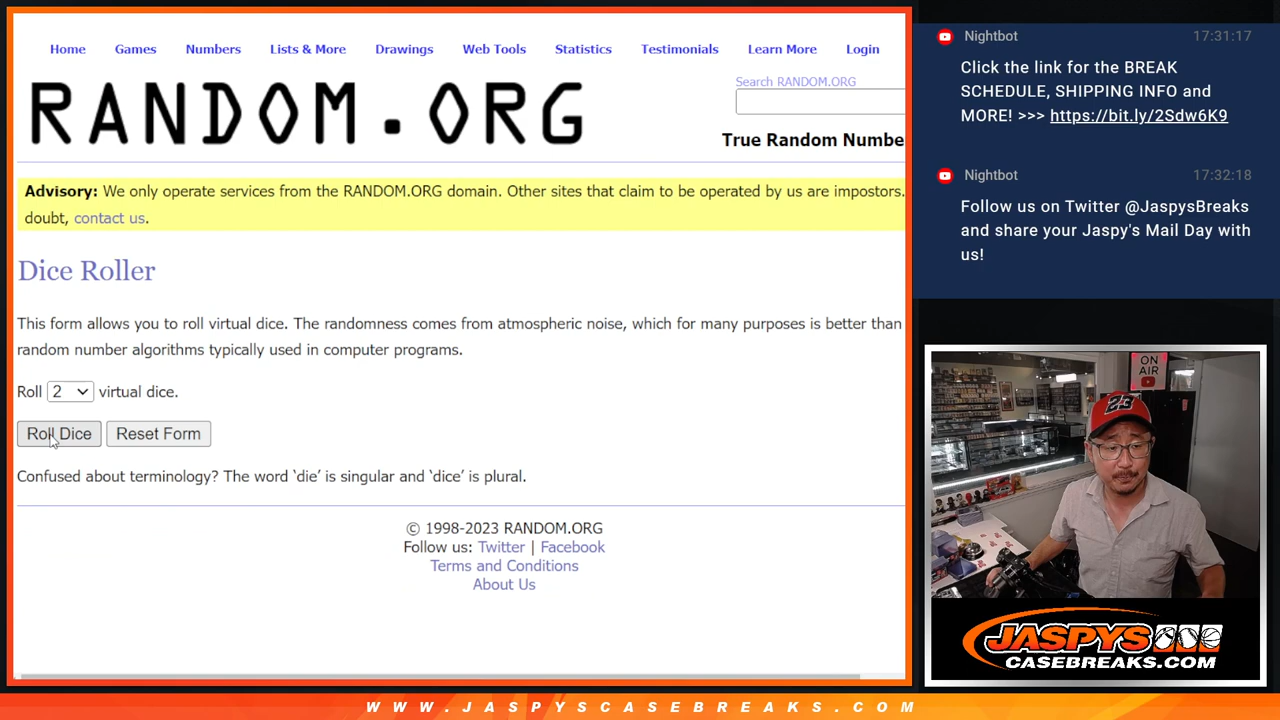 Home Games Numbers Lists & More Drawings Web Tools Statistics Testimonials Learn More Login
RANDOM.ORG
Search RANDOM.ORG
True Random Numbe
Advisory: We only operate services from the RANDOM.ORG domain. Other sites that claim to be operated by us are impostors.
doubt, contact us.
Dice Roller
This form allows you to roll virtual dice. The randomness comes from atmospheric noise, which for many purposes is better than
random number algorithms typically used in computer programs.
Roll 2 virtual dice.
Roll Dice Reset Form
Confused about terminology? The word ‘die’ is singular and ‘dice’ is plural.
© 1998-2023 RANDOM.ORG
Follow us: Twitter | Facebook
Terms and Conditions
About Us
Nightbot 17:31:17
Click the link for the BREAK
SCHEDULE, SHIPPING INFO and
MORE! >>> https://bit.ly/2Sdw6K9
Nightbot 17:32:18
Follow us on Twitter @JaspysBreaks
and share your Jaspy's Mail Day with
us!
ON
AIR
23
JASPYS
CASEBREAKS.COM
WWW.JASPYSCASEBREAKS.COM